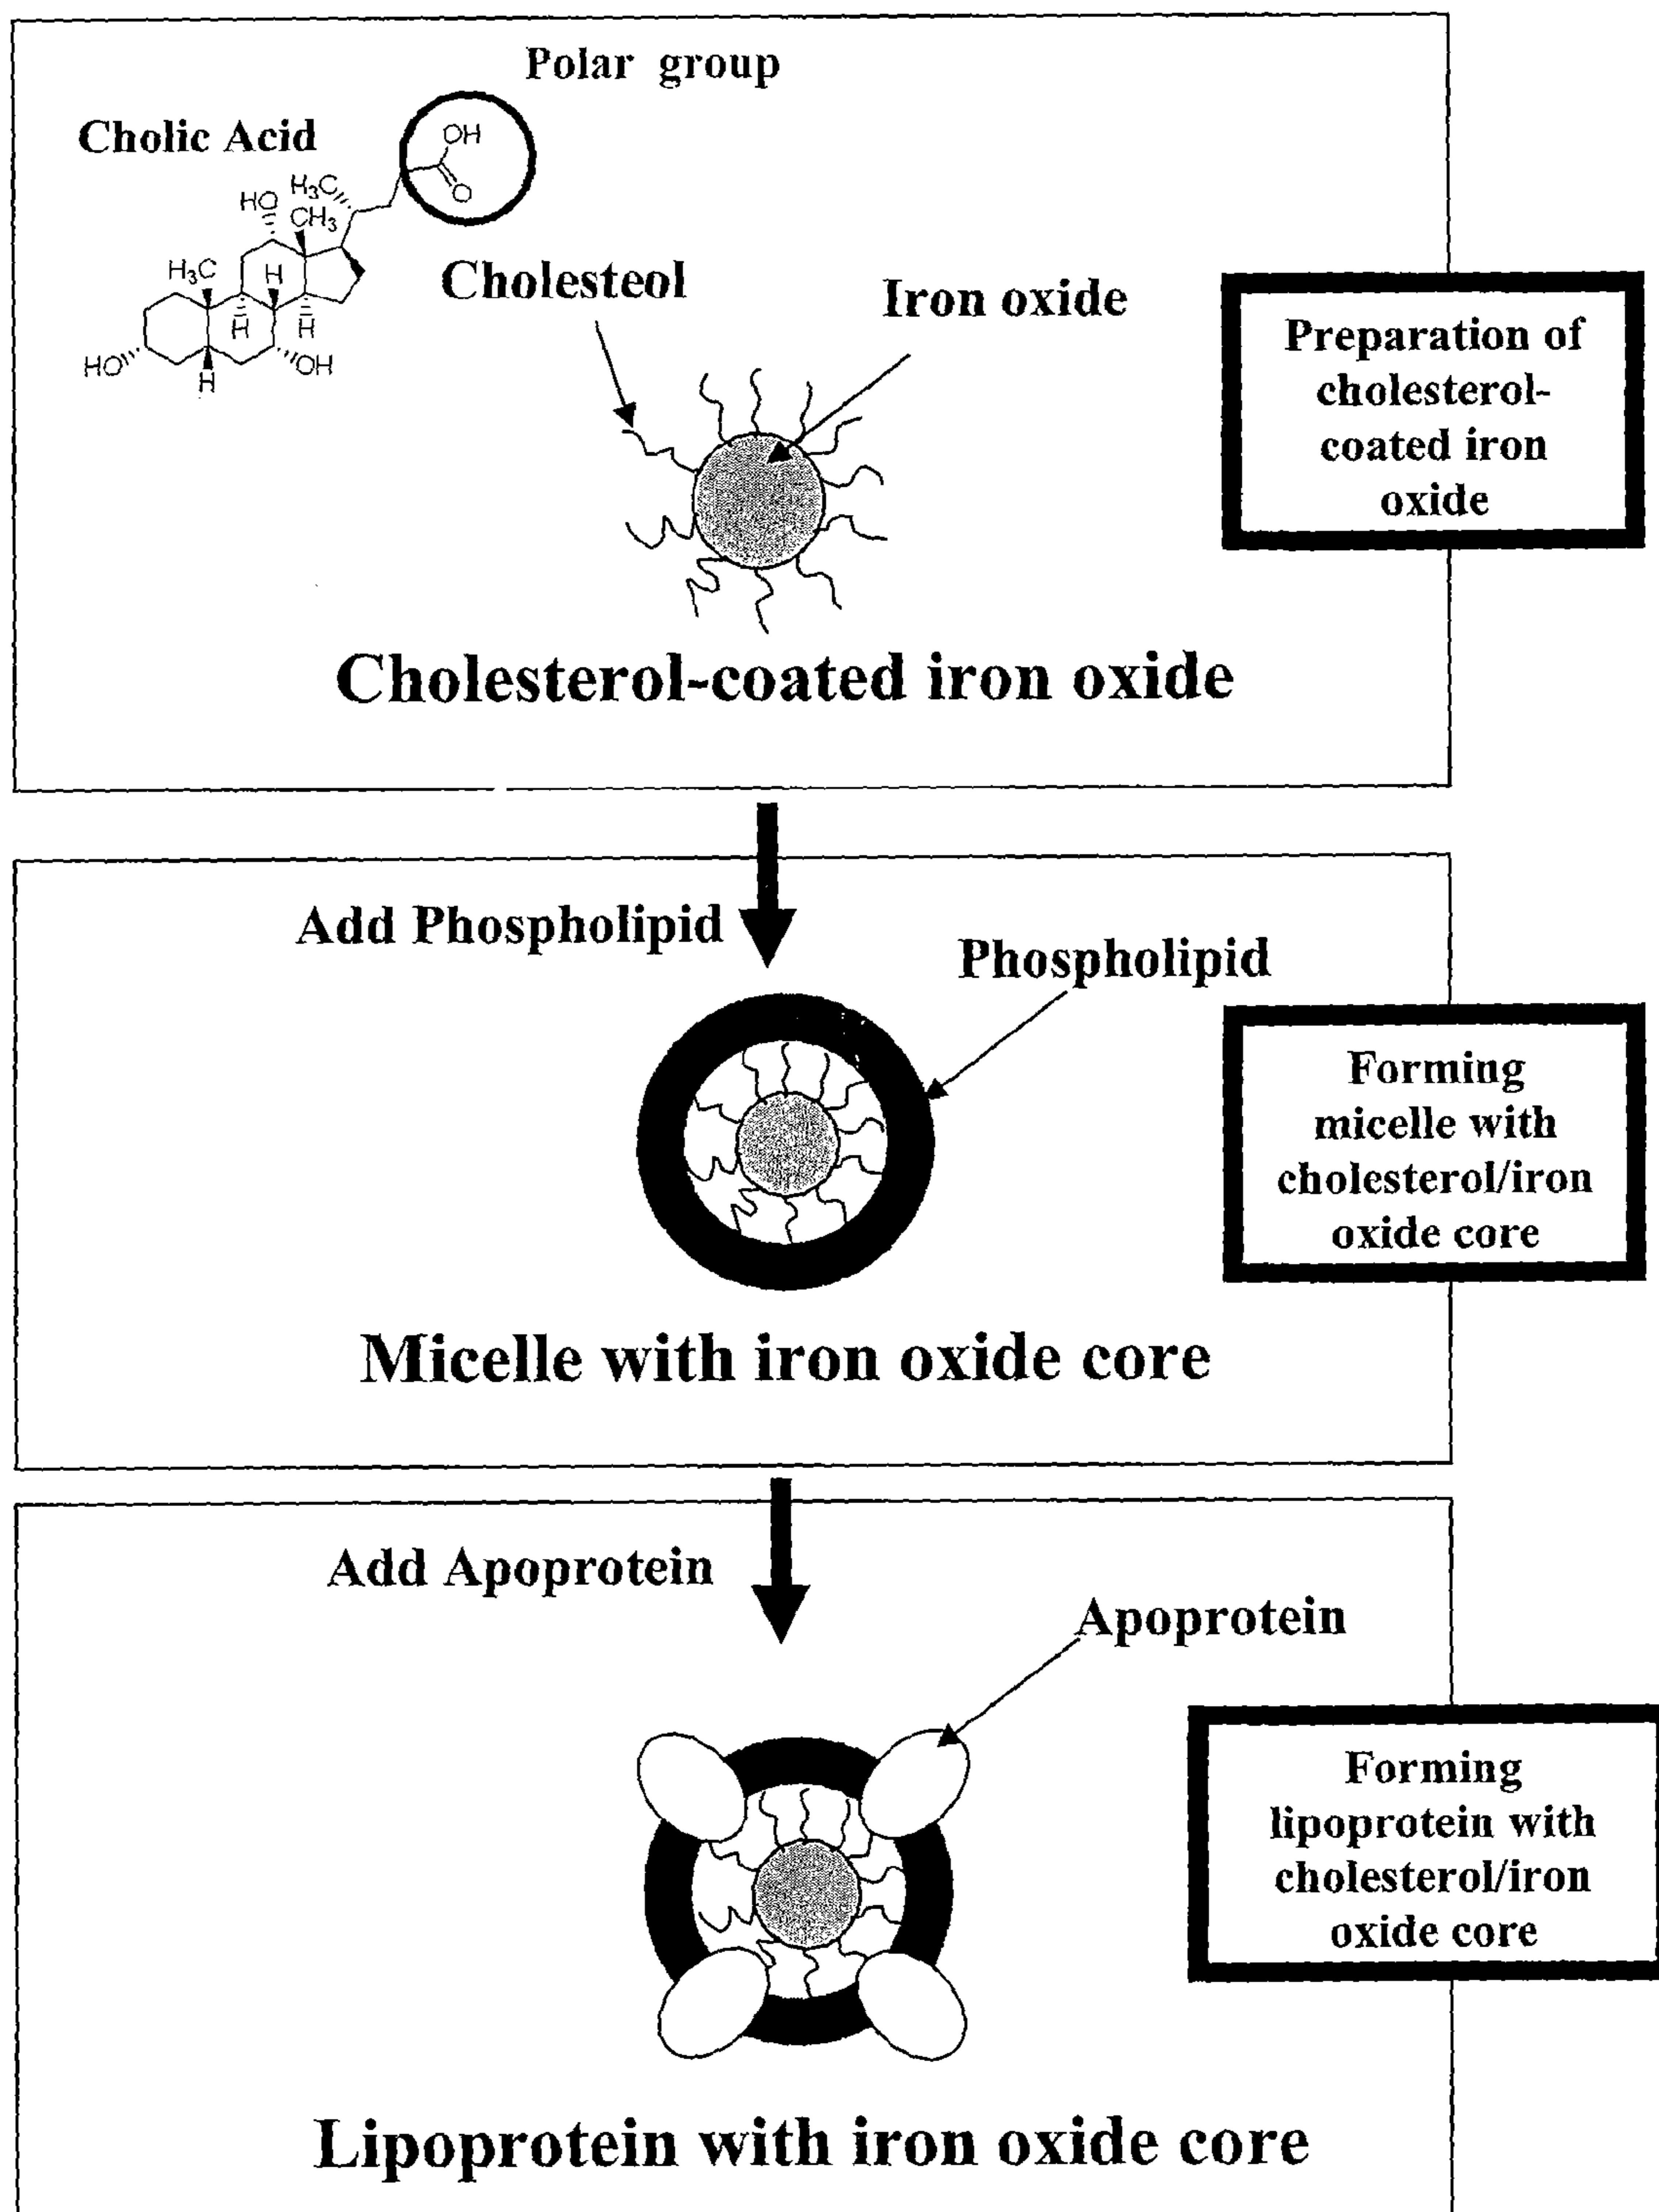 Polar group
Cholic Acid
OH
O
H₃C
HO
CH₃
H₃C
H
H
H
HO
OH
H
Cholesteol
Iron oxide
Preparation of
cholesterol-
coated iron
oxide
Cholesterol-coated iron oxide
Add Phospholipid
Phospholipid
Forming
micelle with
cholesterol/iron
oxide core
Micelle with iron oxide core
Add Apoprotein
Apoprotein
Forming
lipoprotein with
cholesterol/iron
oxide core
Lipoprotein with iron oxide core